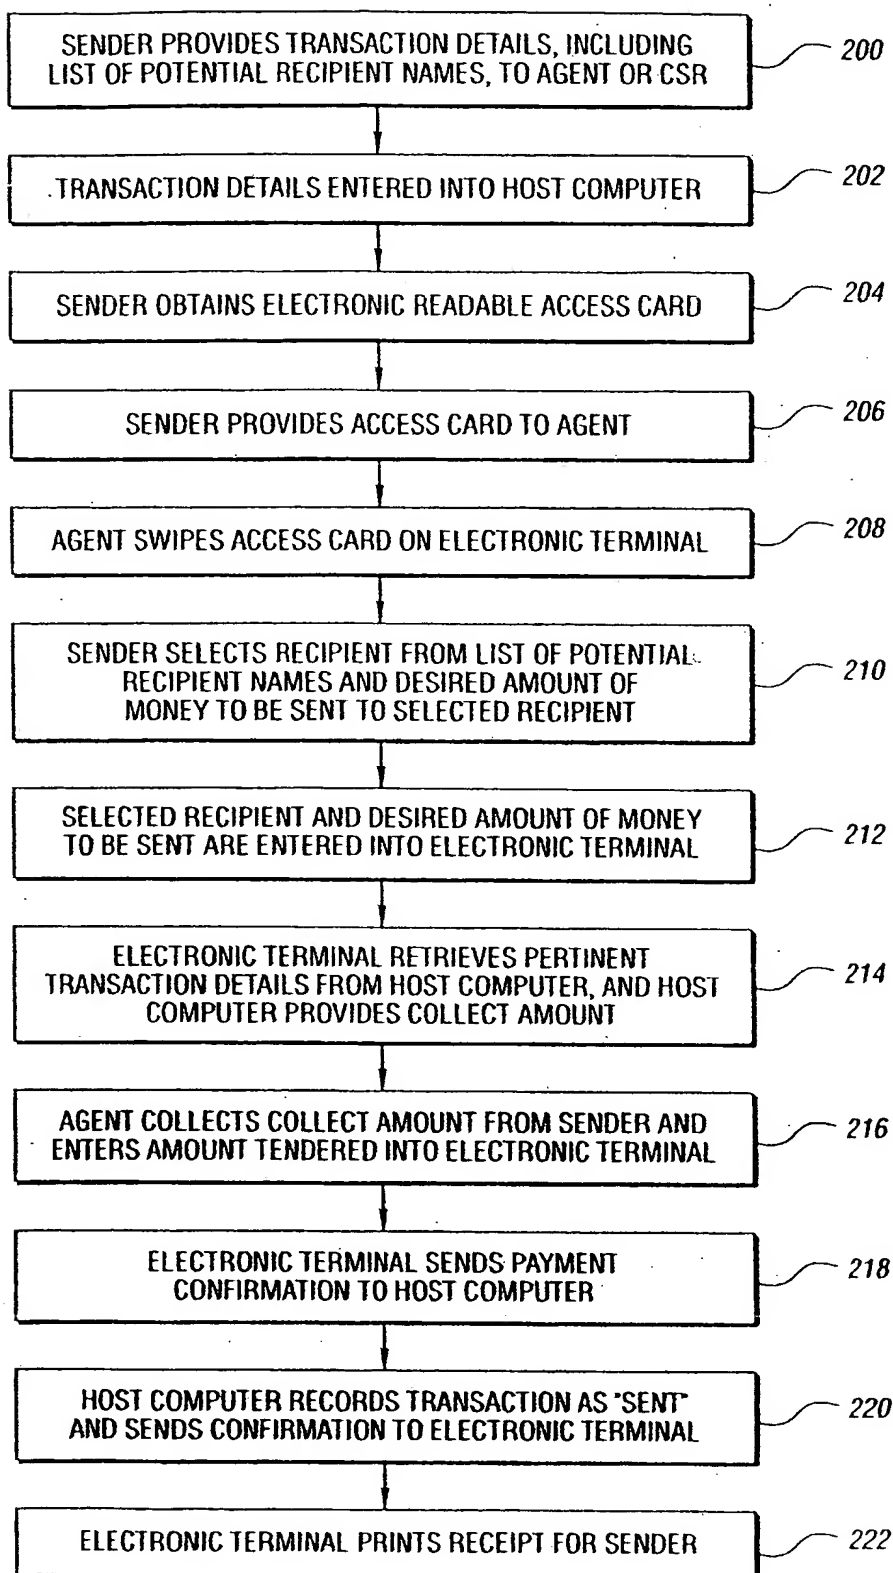 SENDER PROVIDES TRANSACTION DETAILS, INCLUDING
LIST OF POTENTIAL RECIPIENT NAMES, TO AGENT OR CSR
200
TRANSACTION DETAILS ENTERED INTO HOST COMPUTER
202
SENDER OBTAINS ELECTRONIC READABLE ACCESS CARD
204
SENDER PROVIDES ACCESS CARD TO AGENT
206
AGENT SWIPES ACCESS CARD ON ELECTRONIC TERMINAL
208
SENDER SELECTS RECIPIENT FROM LIST OF POTENTIAL
RECIPIENT NAMES AND DESIRED AMOUNT OF
MONEY TO BE SENT TO SELECTED RECIPIENT
210
SELECTED RECIPIENT AND DESIRED AMOUNT OF MONEY
TO BE SENT ARE ENTERED INTO ELECTRONIC TERMINAL
212
ELECTRONIC TERMINAL RETRIEVES PERTINENT
TRANSACTION DETAILS FROM HOST COMPUTER, AND HOST
COMPUTER PROVIDES COLLECT AMOUNT
214
AGENT COLLECTS COLLECT AMOUNT FROM SENDER AND
ENTERS AMOUNT TENDERED INTO ELECTRONIC TERMINAL
216
ELECTRONIC TERMINAL SENDS PAYMENT
CONFIRMATION TO HOST COMPUTER
218
HOST COMPUTER RECORDS TRANSACTION AS "SENT"
AND SENDS CONFIRMATION TO ELECTRONIC TERMINAL
220
ELECTRONIC TERMINAL PRINTS RECEIPT FOR SENDER
222